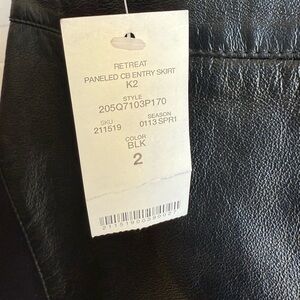 RETREAT
PANELED CB ENTRY SKIRT
K2
STYLE
205Q7103P170
SKU SEASON
211519 0113 SPR1
COLOR
BLK
2